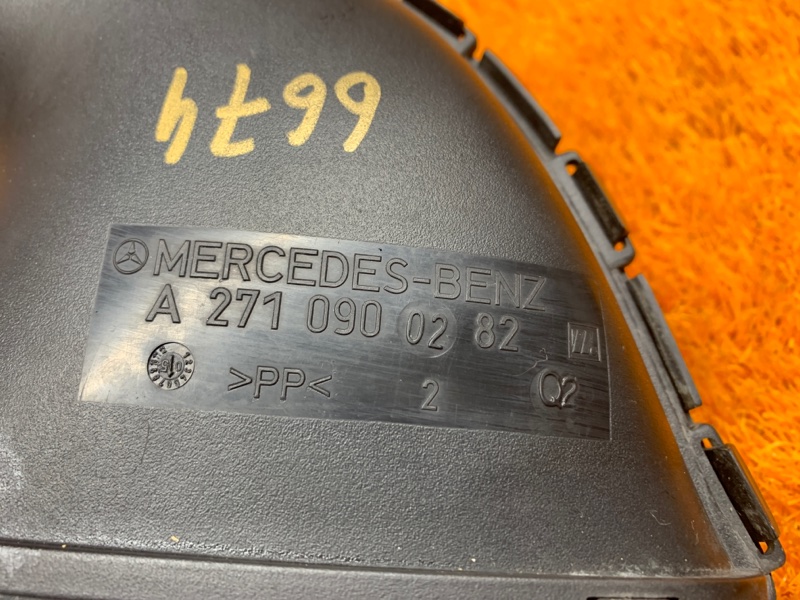 6674
MERCEDES-BENZ
A 271 090 02 82
>PP< 2 Q2